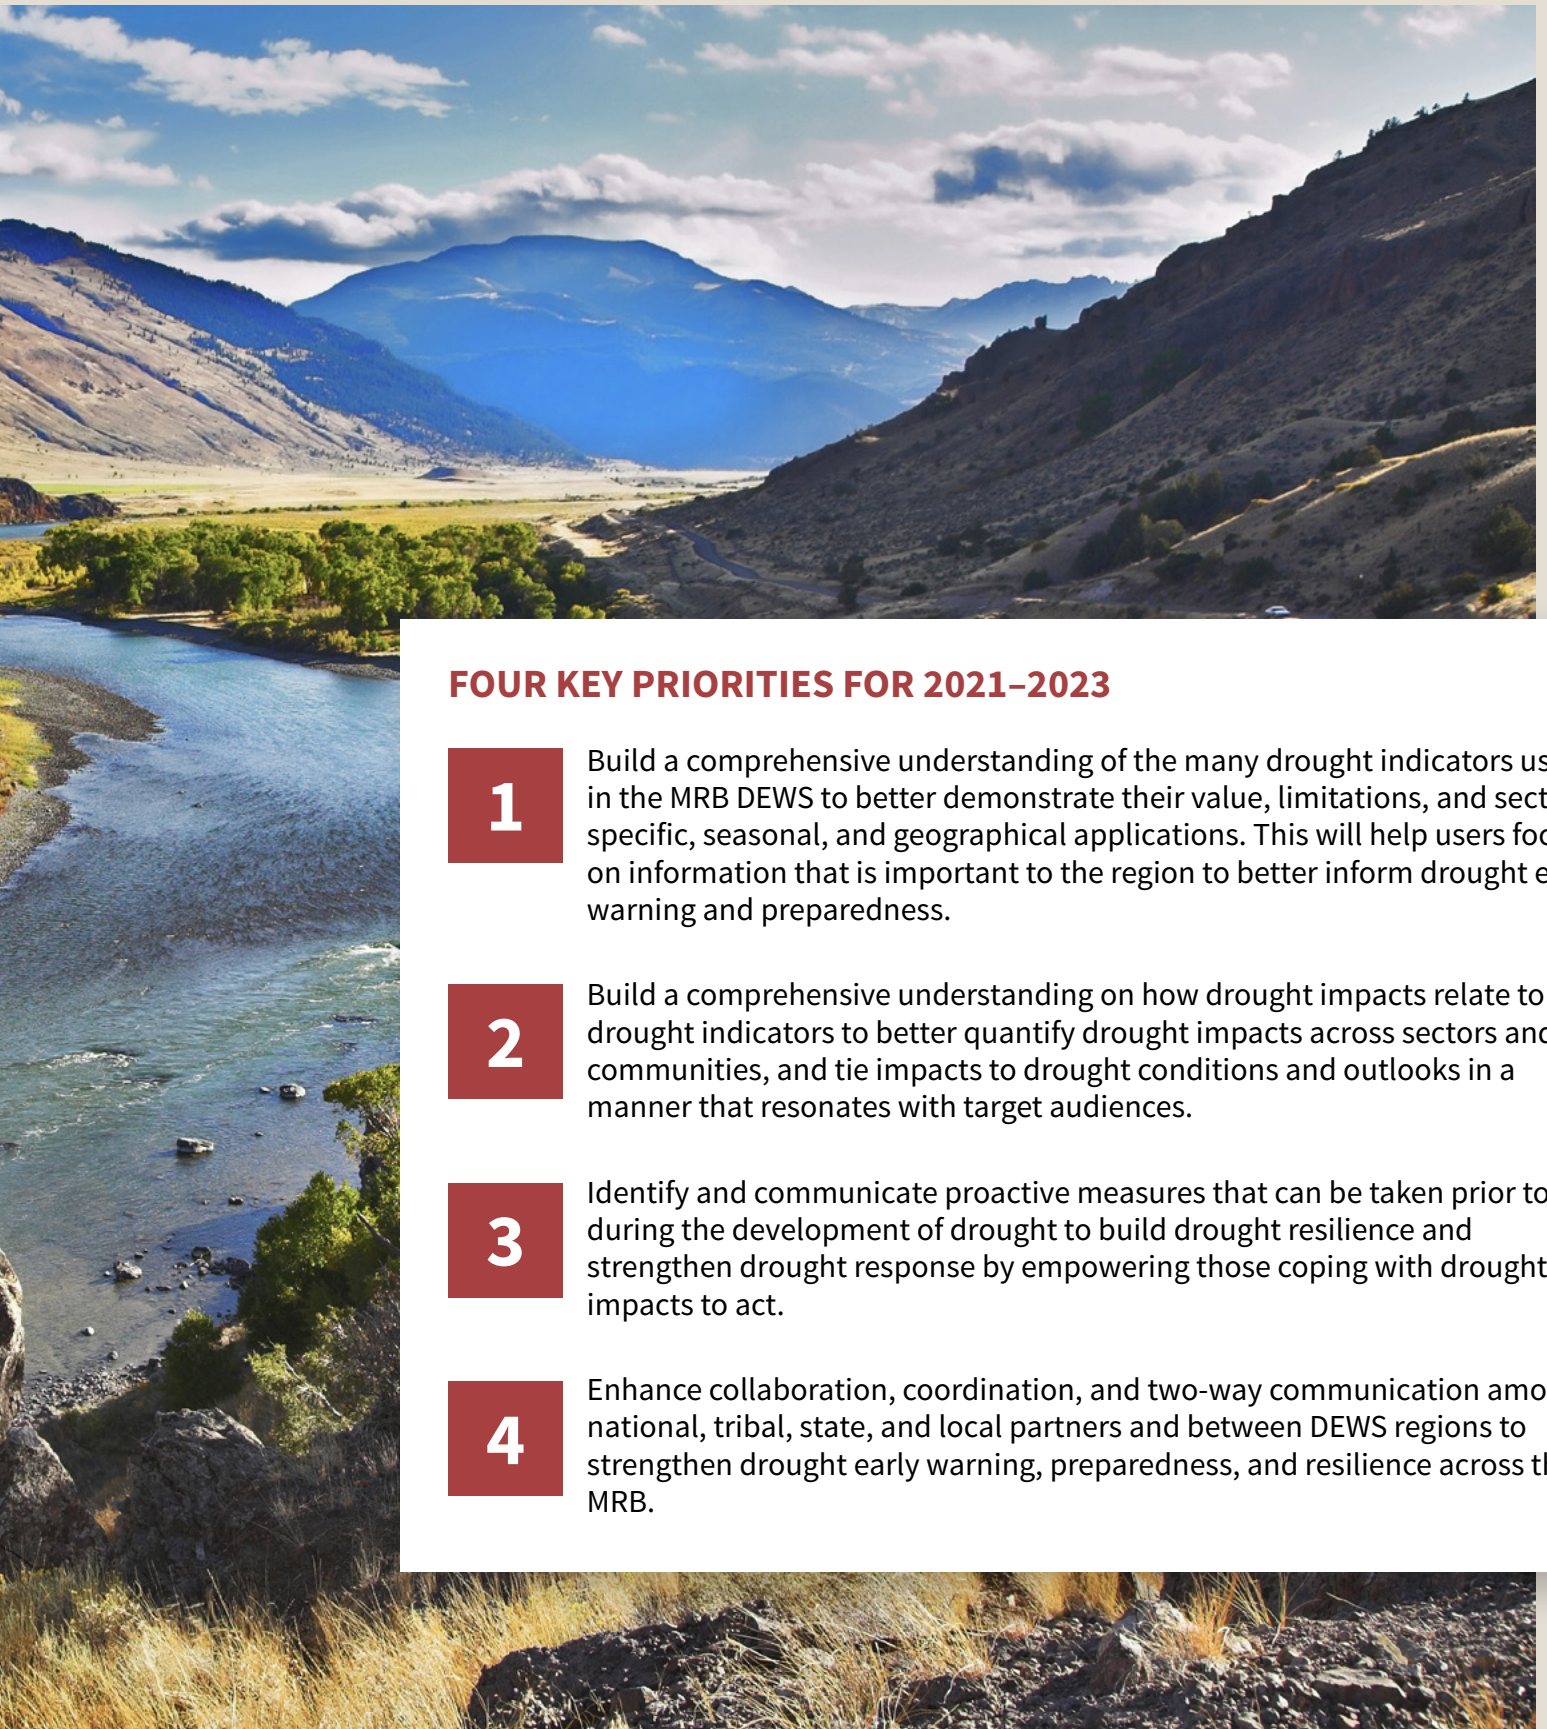 FOUR KEY PRIORITIES FOR 2021–2023
1
Build a comprehensive understanding of the many drought indicators
in the MRB DEWS to better demonstrate their value, limitations, and
specific, seasonal, and geographical applications. This will help users
on information that is important to the region to better inform drought
warning and preparedness.
2
Build a comprehensive understanding on how drought impacts relate to
drought indicators to better quantify drought impacts across sectors and
communities, and tie impacts to drought conditions and outlooks in a
manner that resonates with target audiences.
3
Identify and communicate proactive measures that can be taken prior to
during the development of drought to build drought resilience and
strengthen drought response by empowering those coping with drought
impacts to act.
4
Enhance collaboration, coordination, and two-way communication
national, tribal, state, and local partners and between DEWS regions to
strengthen drought early warning, preparedness, and resilience across
MRB.